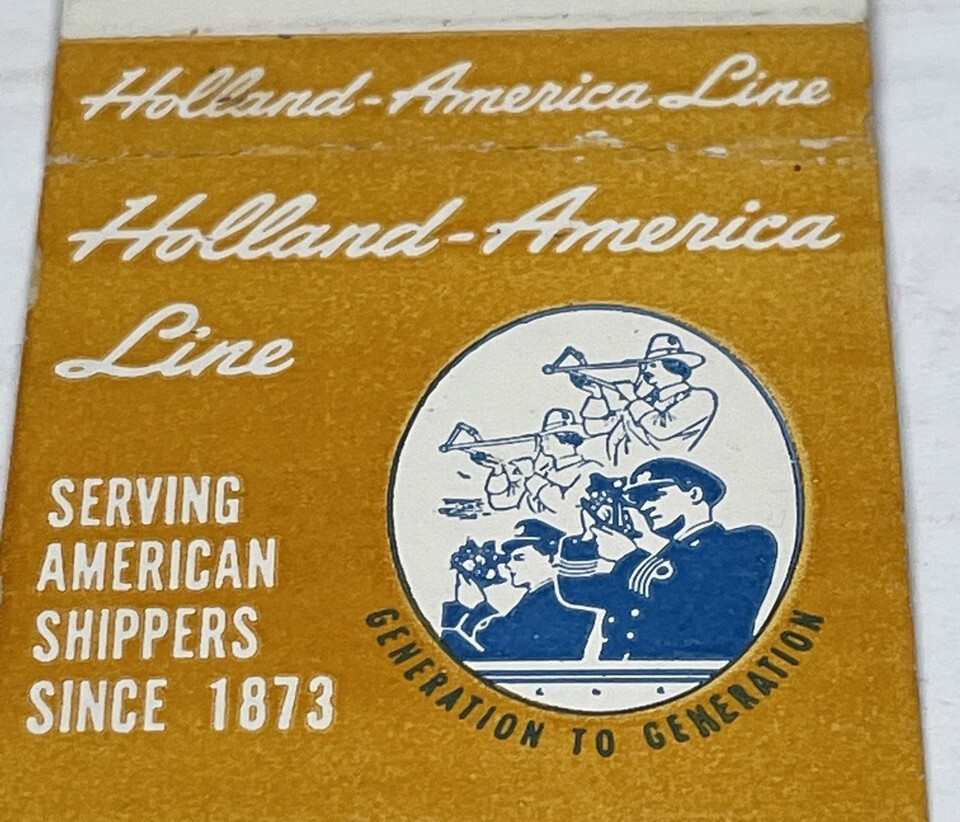 Holland-America Line
Holland-America
Line
SERVING
AMERICAN
SHIPPERS
SINCE 1873
GENERATION TO GENERATION